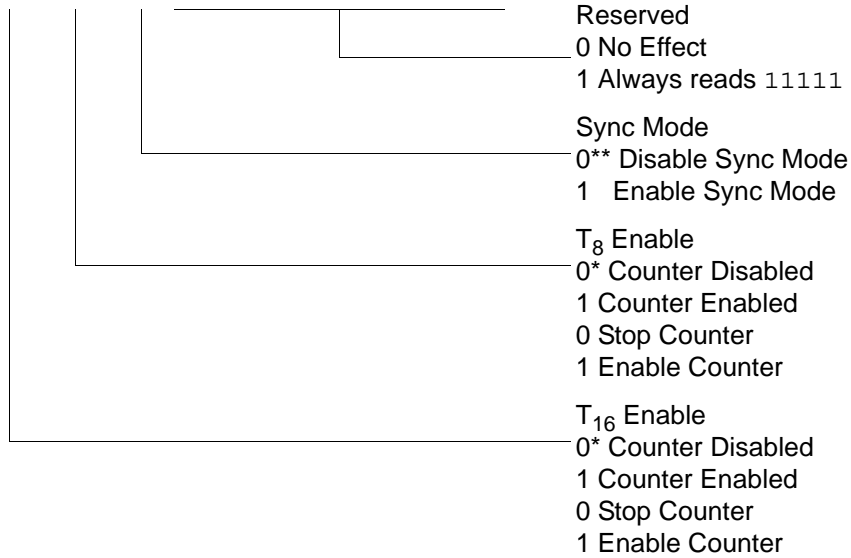 Reserved
0 No Effect
1 Always reads 11111
Sync Mode
0** Disable Sync Mode
1 Enable Sync Mode
T8 Enable
0* Counter Disabled
1 Counter Enabled
0 Stop Counter
1 Enable Counter
T16 Enable
0* Counter Disabled
1 Counter Enabled
0 Stop Counter
1 Enable Counter